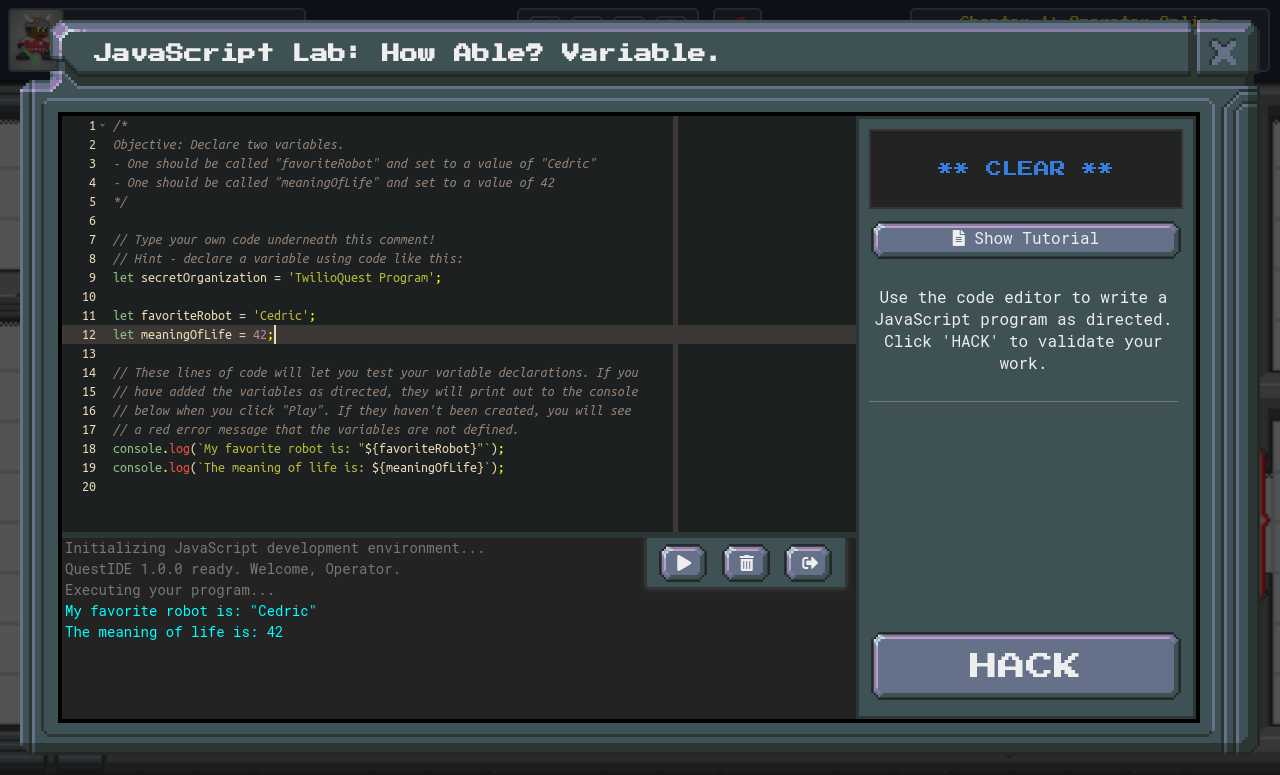 Chapter 1: Operator Online
JavaScript Lab: How Able? Variable.
1 /*
2 Objective: Declare two variables.
3 - One should be called "favoriteRobot" and set to a value of "Cedric"
4 - One should be called "meaningOfLife" and set to a value of 42
5 */
6
7 // Type your own code underneath this comment!
8 // Hint - declare a variable using code like this:
9 let secretOrganization = 'TwilioQuest Program';
10
11 let favoriteRobot = 'Cedric';
12 let meaningOfLife = 42;
13
14 // These lines of code will let you test your variable declarations. If you
15 // have added the variables as directed, they will print out to the console
16 // below when you click "Play". If they haven't been created, you will see
17 // a red error message that the variables are not defined.
18 console.log(`My favorite robot is: "${favoriteRobot}"`);
19 console.log(`The meaning of life is: ${meaningOfLife}`);
20
Initializing JavaScript development environment...
QuestIDE 1.0.0 ready. Welcome, Operator.
Executing your program...
My favorite robot is: "Cedric"
The meaning of life is: 42
** CLEAR **
Show Tutorial
Use the code editor to write a
JavaScript program as directed.
Click 'HACK' to validate your
work.
HACK